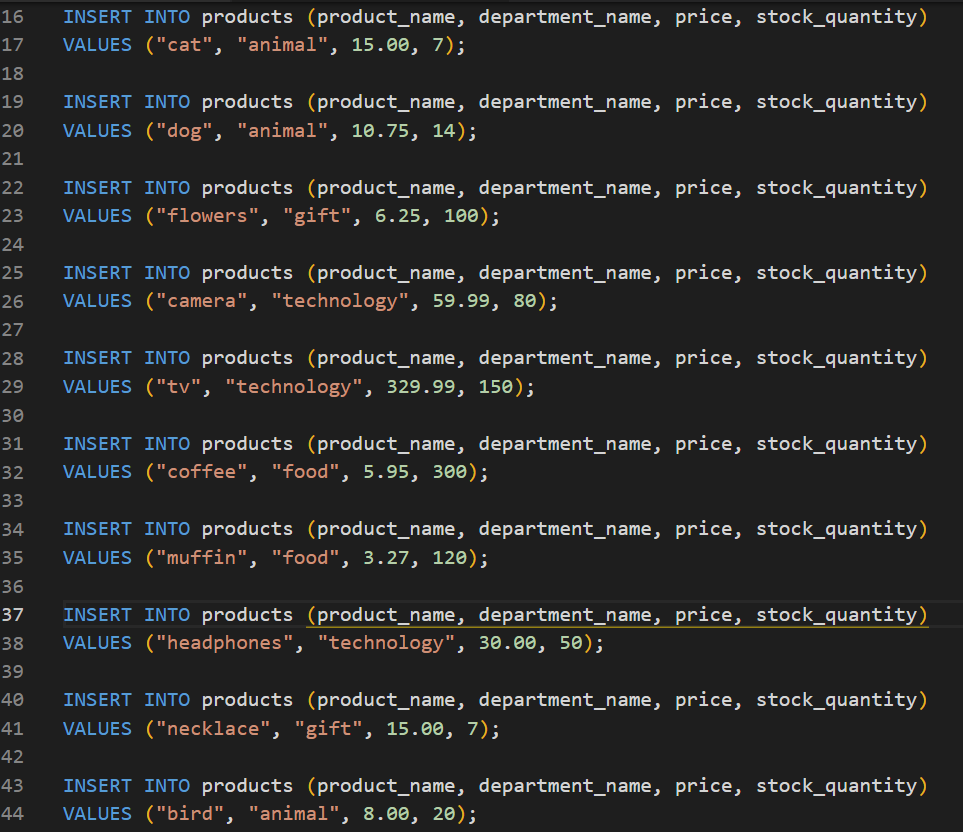 16 INSERT INTO products (product_name, department_name, price, stock_quantity)
17 VALUES ("cat", "animal", 15.00, 7);
18
19 INSERT INTO products (product_name, department_name, price, stock_quantity)
20 VALUES ("dog", "animal", 10.75, 14);
21
22 INSERT INTO products (product_name, department_name, price, stock_quantity)
23 VALUES ("flowers", "gift", 6.25, 100);
24
25 INSERT INTO products (product_name, department_name, price, stock_quantity)
26 VALUES ("camera", "technology", 59.99, 80);
27
28 INSERT INTO products (product_name, department_name, price, stock_quantity)
29 VALUES ("tv", "technology", 329.99, 150);
30
31 INSERT INTO products (product_name, department_name, price, stock_quantity)
32 VALUES ("coffee", "food", 5.95, 300);
33
34 INSERT INTO products (product_name, department_name, price, stock_quantity)
35 VALUES ("muffin", "food", 3.27, 120);
36
37 INSERT INTO products (product_name, department_name, price, stock_quantity)
38 VALUES ("headphones", "technology", 30.00, 50);
39
40 INSERT INTO products (product_name, department_name, price, stock_quantity)
41 VALUES ("necklace", "gift", 15.00, 7);
42
43 INSERT INTO products (product_name, department_name, price, stock_quantity)
44 VALUES ("bird", "animal", 8.00, 20);